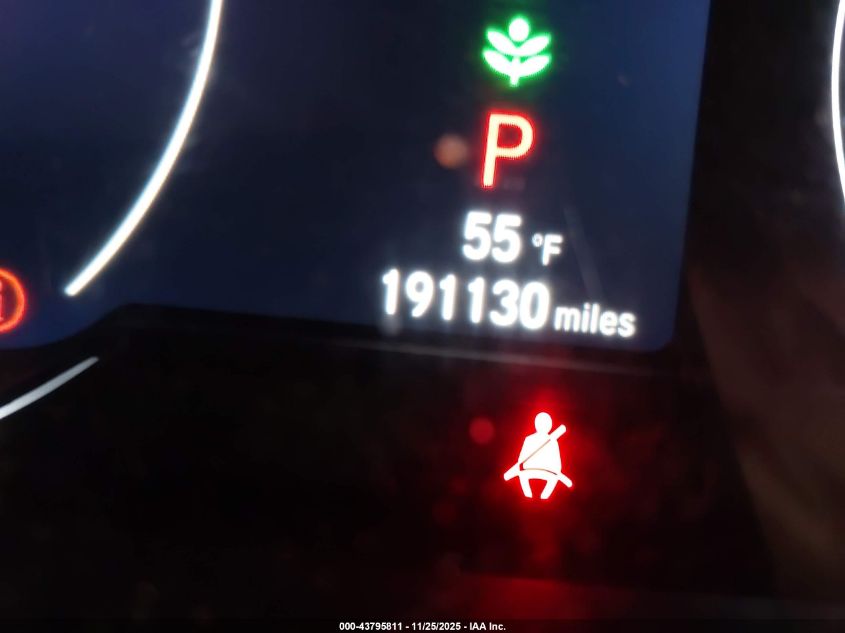 P
55 °F
191130 miles
000-43795811 - 11/25/2025 - IAA Inc.